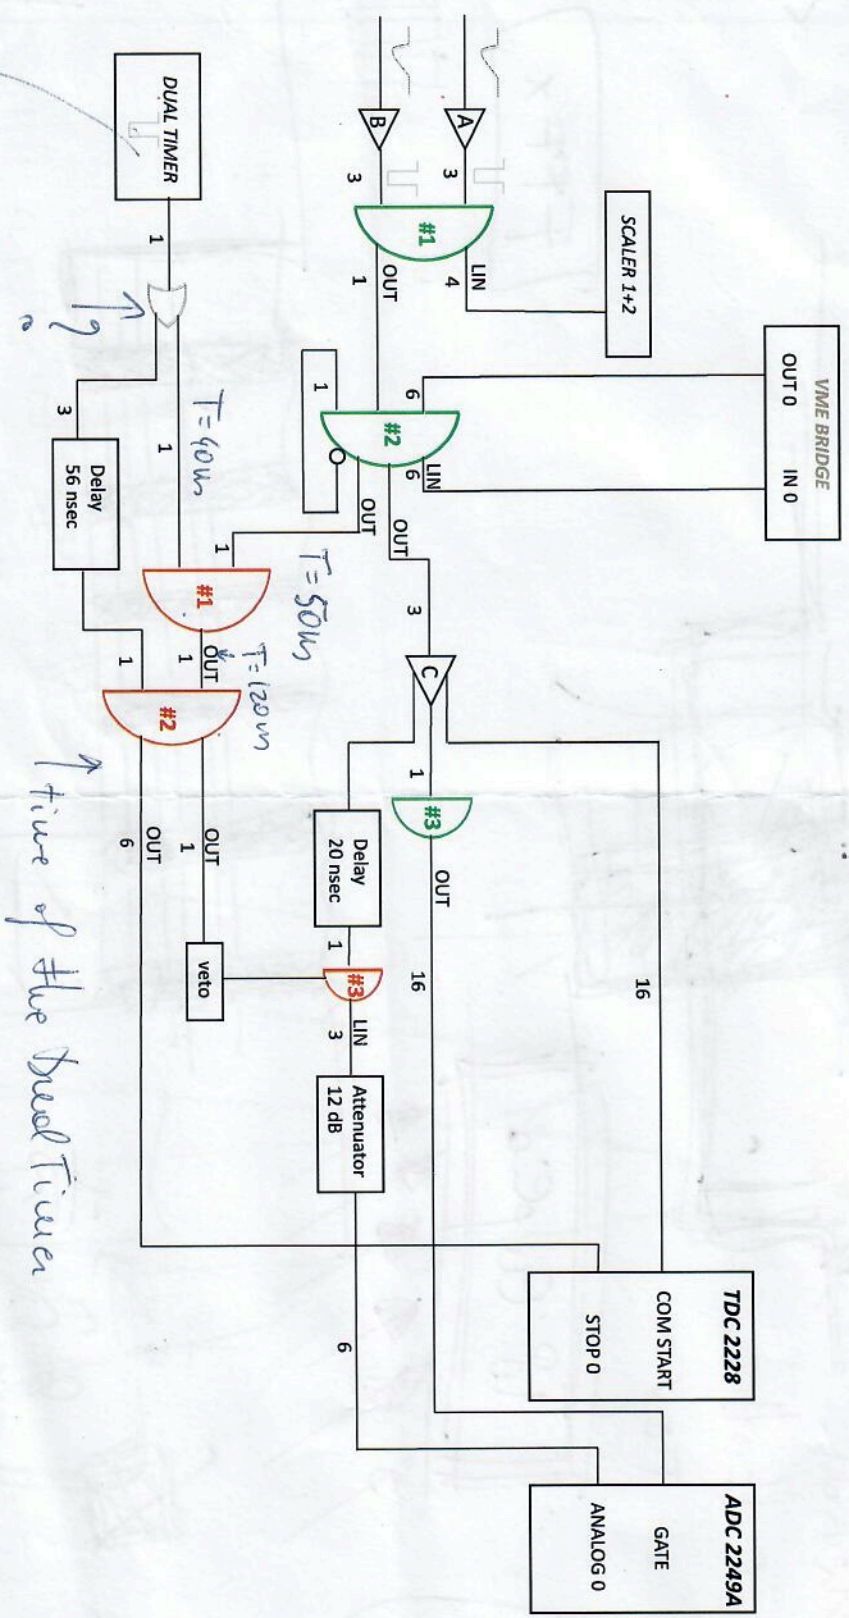 VME BRIDGE
OUT 0
IN 0
TDC 2228
COM START
STOP 0
ADC 2249A
GATE
ANALOG 0
SCALER 1+2
A
3
B
3
#1
LIN
4
OUT
1
6
LIN
6
#2
1
OUT
OUT
3
C
16
1
#3
OUT
16
Delay
20 nsec
1
#3
LIN
3
Attenuator
12 dB
6
veto
DUAL TIMER
1
1
3
Delay
56 nsec
1
#1
OUT
1
1
#2
OUT
1
OUT
6
T=50ns
T=120ns
T=40ns
?
time of the Dual Timer